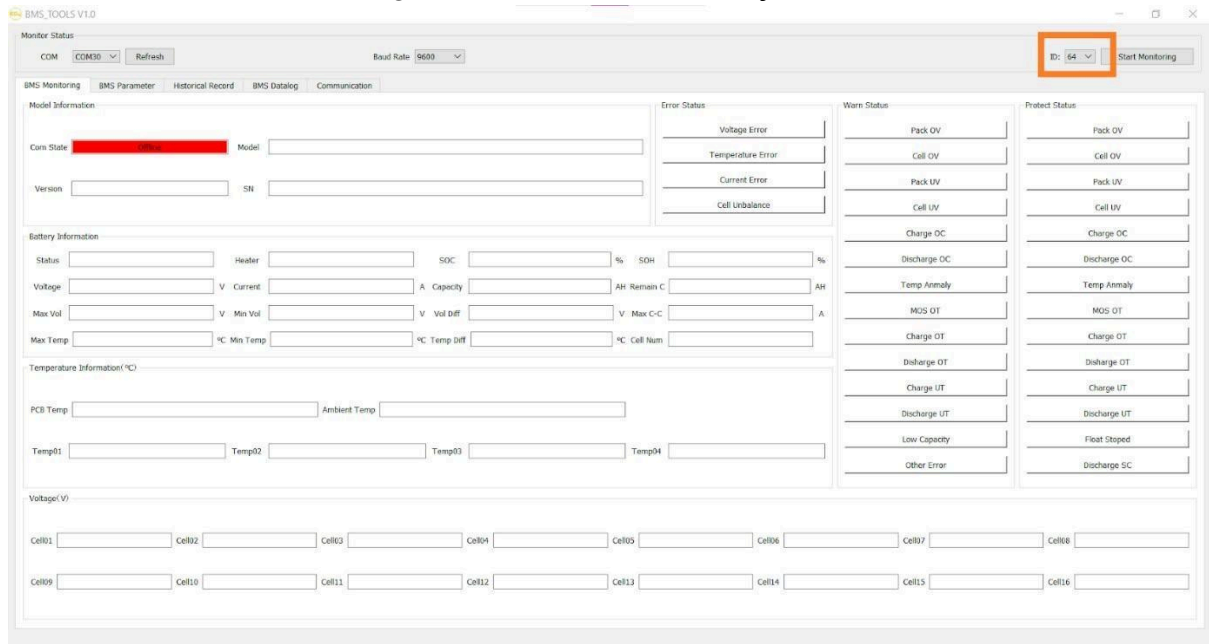 BMS_TOOLS V1.0
Monitor Status
COM COM30 Refresh Baud Rate 9600 ID: 64 Start Monitoring
BMS Monitoring BMS Parameter Historical Record BMS Datalog Communication
Model Information
Com State Offline Model
Version SN
Error Status
Voltage Error
Temperature Error
Current Error
Cell Unbalance
Warn Status
Pack OV
Cell OV
Pack UV
Cell UV
Charge OC
Discharge OC
Temp Anmaly
MOS OT
Charge OT
Disharge OT
Charge UT
Discharge UT
Low Capacity
Other Error
Protect Status
Pack OV
Cell OV
Pack UV
Cell UV
Charge OC
Discharge OC
Temp Anmaly
MOS OT
Charge OT
Discharge OT
Charge UT
Discharge UT
Float Stoped
Discharge SC
Battery Information
Status Heater SOC % SOH %
Voltage V Current A Capacity AH Remain C AH
Max Vol V Min Vol V Vol Diff V Max C-C A
Max Temp ºC Min Temp ºC Temp Diff ºC Cell Num
Temperature Information(ºC)
PCB Temp Ambient Temp
Temp01 Temp02 Temp03 Temp04
Voltage(V)
Cell01 Cell02 Cell03 Cell04 Cell05 Cell06 Cell07 Cell08
Cell09 Cell10 Cell11 Cell12 Cell13 Cell14 Cell15 Cell16